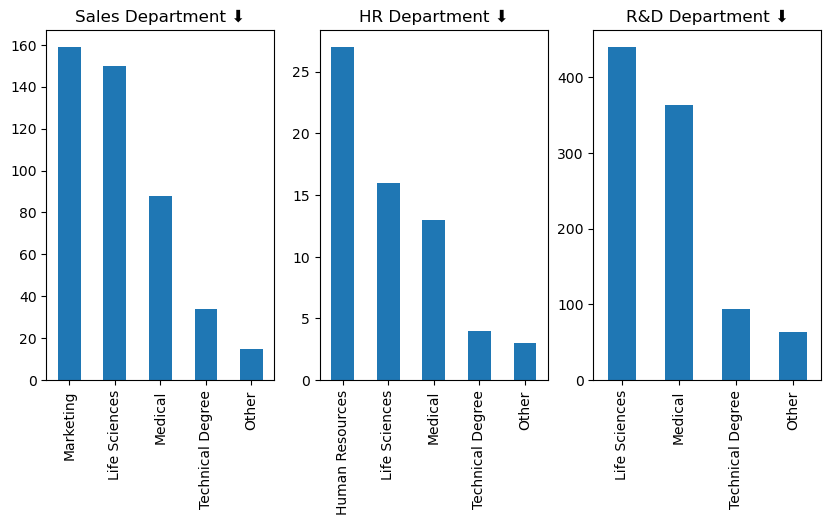 Sales Department ⬇
160
140
120
100
80
60
40
20
0
Marketing
Life Sciences
Medical
Technical Degree
Other
HR Department ⬇
25
20
15
10
5
0
Human Resources
Life Sciences
Medical
Technical Degree
Other
R&D Department ⬇
400
300
200
100
0
Life Sciences
Medical
Technical Degree
Other